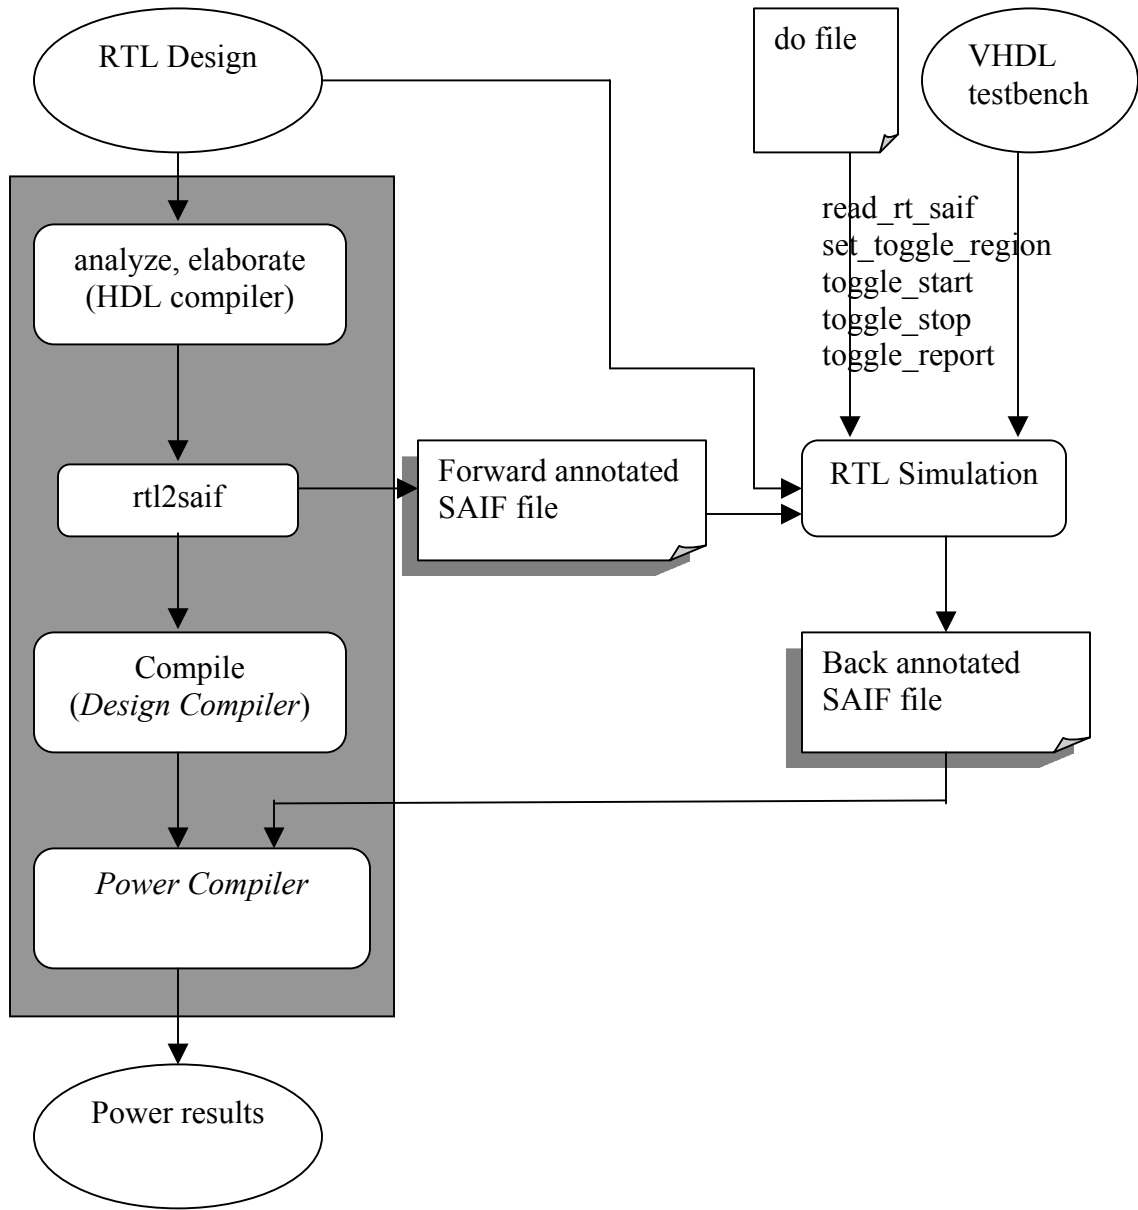 RTL Design
do file
VHDL
testbench
read_rt_saif
set_toggle_region
toggle_start
toggle_stop
toggle_report
analyze, elaborate
(HDL compiler)
rtl2saif
Forward annotated
SAIF file
RTL Simulation
Compile
(Design Compiler)
Back annotated
SAIF file
Power Compiler
Power results